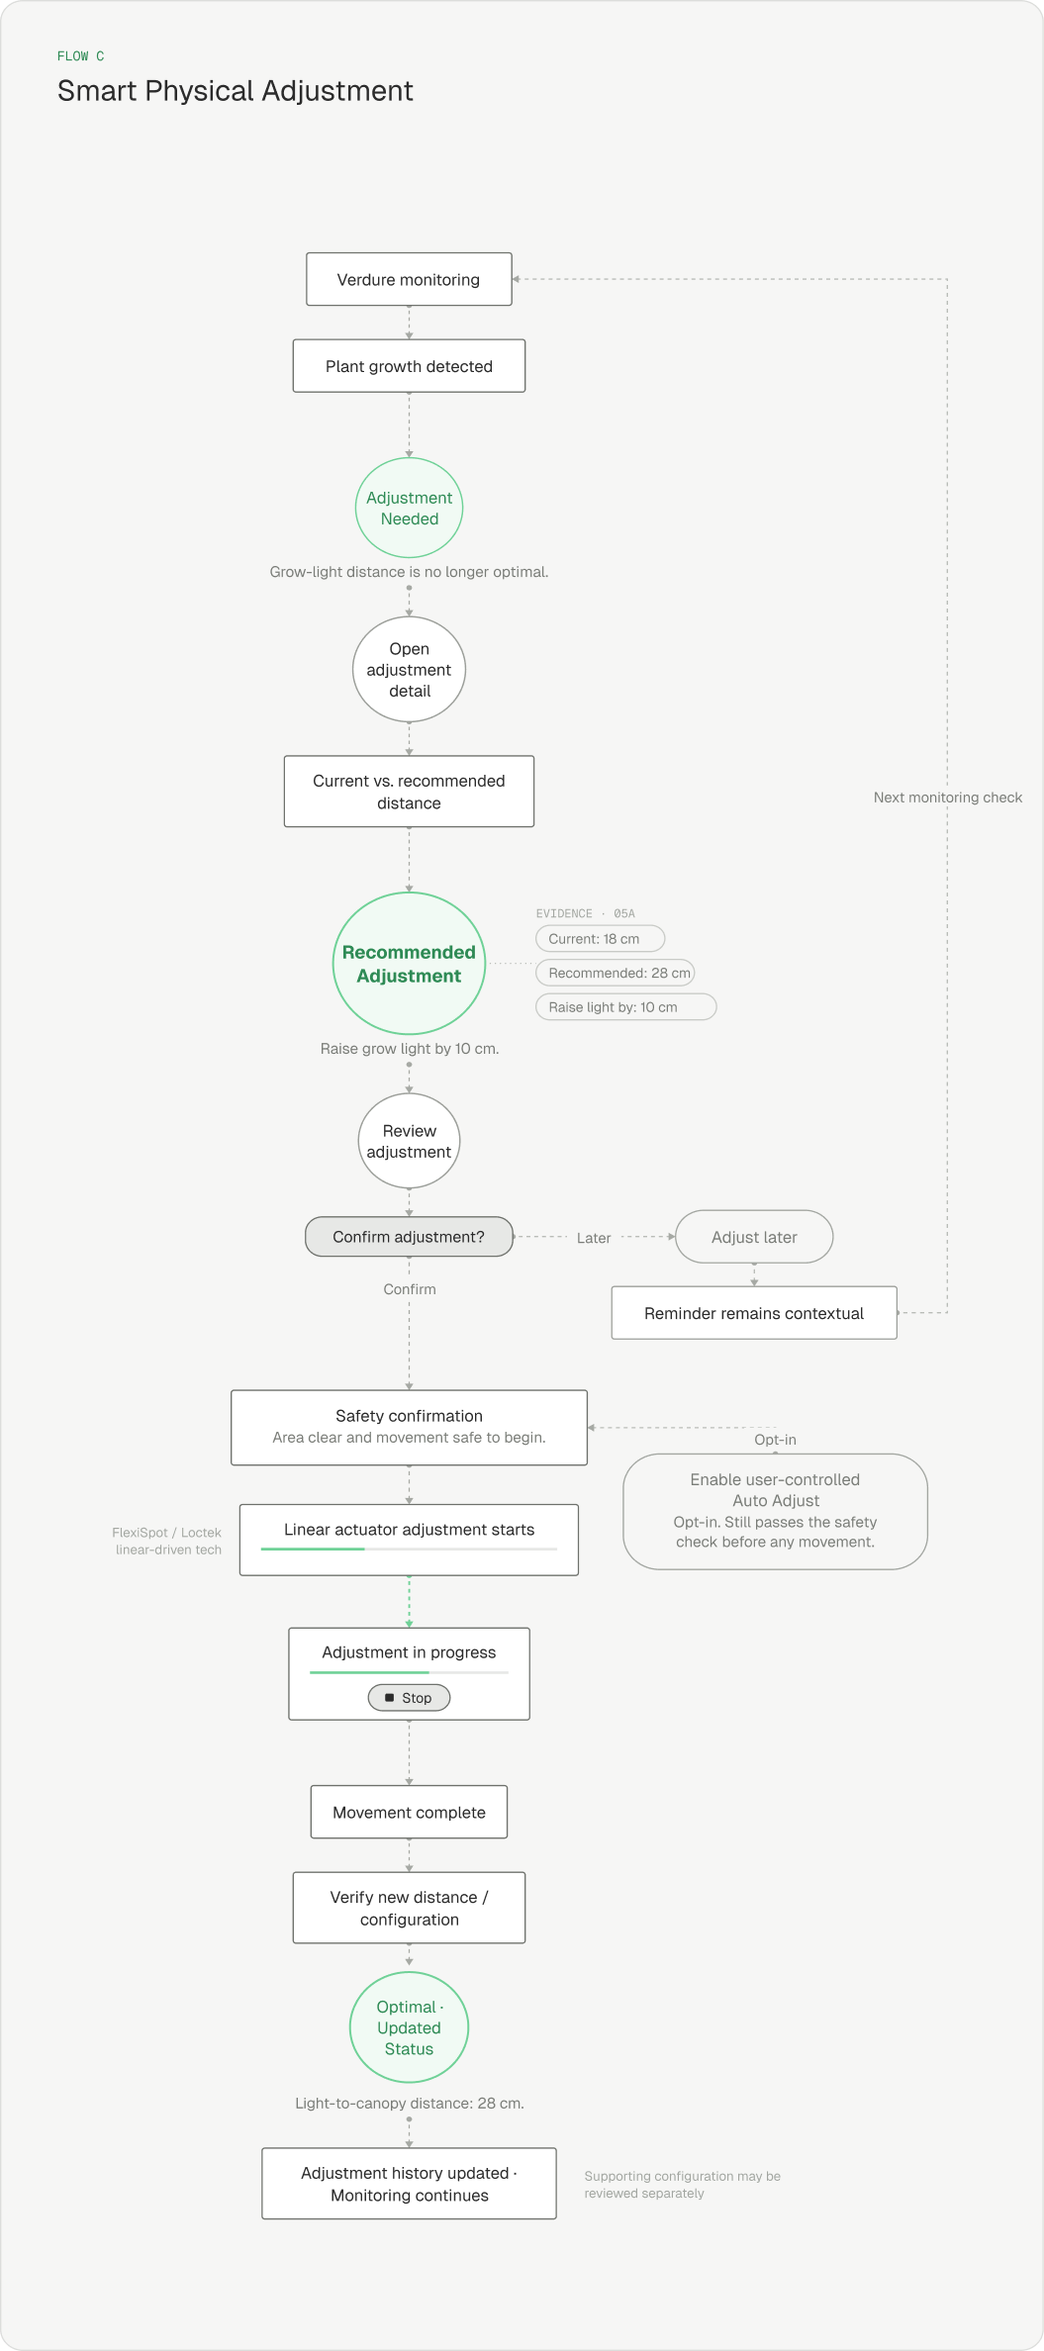 FLOW C
Smart Physical Adjustment
Verdure monitoring
Plant growth detected
Adjustment
Needed
Grow-light distance is no longer optimal.
Open
adjustment
detail
Current vs. recommended
distance
Next monitoring check
EVIDENCE · 05A
Current: 18 cm
Recommended: 28 cm
Raise light by: 10 cm
Recommended
Adjustment
Raise grow light by 10 cm.
Review
adjustment
Confirm adjustment?
Later
Adjust later
Confirm
Reminder remains contextual
Safety confirmation
Area clear and movement safe to begin.
Opt-in
Enable user-controlled
Auto Adjust
Opt-in. Still passes the safety
check before any movement.
FlexiSpot / Loctek
linear-driven tech
Linear actuator adjustment starts
Adjustment in progress
Stop
Movement complete
Verify new distance /
configuration
Optimal ·
Updated
Status
Light-to-canopy distance: 28 cm.
Adjustment history updated ·
Monitoring continues
Supporting configuration may be
reviewed separately